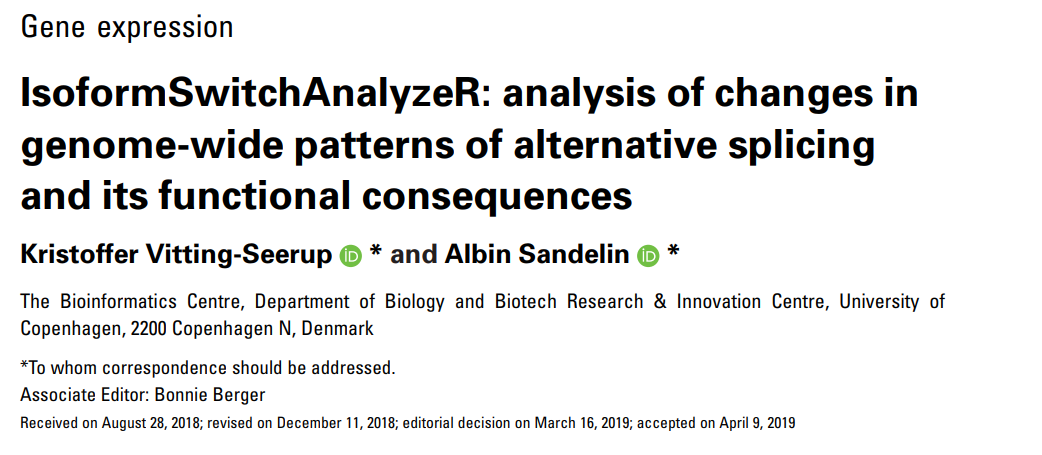 Gene expression
IsoformSwitchAnalyzeR: analysis of changes in
genome-wide patterns of alternative splicing
and its functional consequences
Kristoffer Vitting-Seerup iD * and Albin Sandelin iD *
The Bioinformatics Centre, Department of Biology and Biotech Research & Innovation Centre, University of
Copenhagen, 2200 Copenhagen N, Denmark
*To whom correspondence should be addressed.
Associate Editor: Bonnie Berger
Received on August 28, 2018; revised on December 11, 2018; editorial decision on March 16, 2019; accepted on April 9, 2019